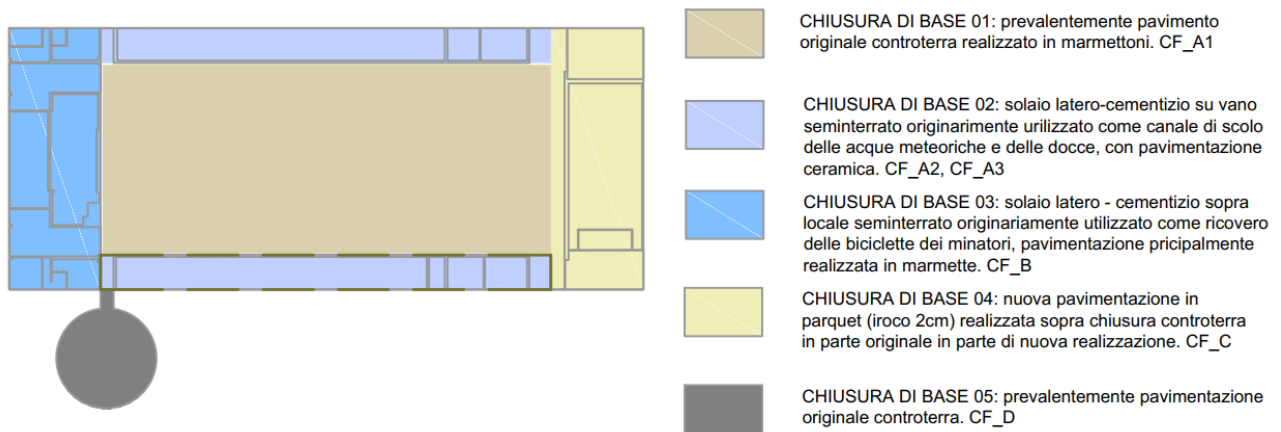 CHIUSURA DI BASE 01: prevalentemente pavimento
originale controterra realizzato in marmettoni. CF_A1
CHIUSURA DI BASE 02: solaio latero-cementizio su vano
seminterrato originarimente utrilizzato come canale di scolo
delle acque meteoriche e delle docce, con pavimentazione
ceramica. CF_A2, CF_A3
CHIUSURA DI BASE 03: solaio latero - cementizio sopra
locale seminterrato originariamente utilizzato come ricovero
delle biciclette dei minatori, pavimentazione pricipalmente
realizzata in marmette. CF_B
CHIUSURA DI BASE 04: nuova pavimentazione in
parquet (iroco 2cm) realizzata sopra chiusura controterra
in parte originale in parte di nuova realizzazione. CF_C
CHIUSURA DI BASE 05: prevalentemente pavimentazione
originale controterra. CF_D